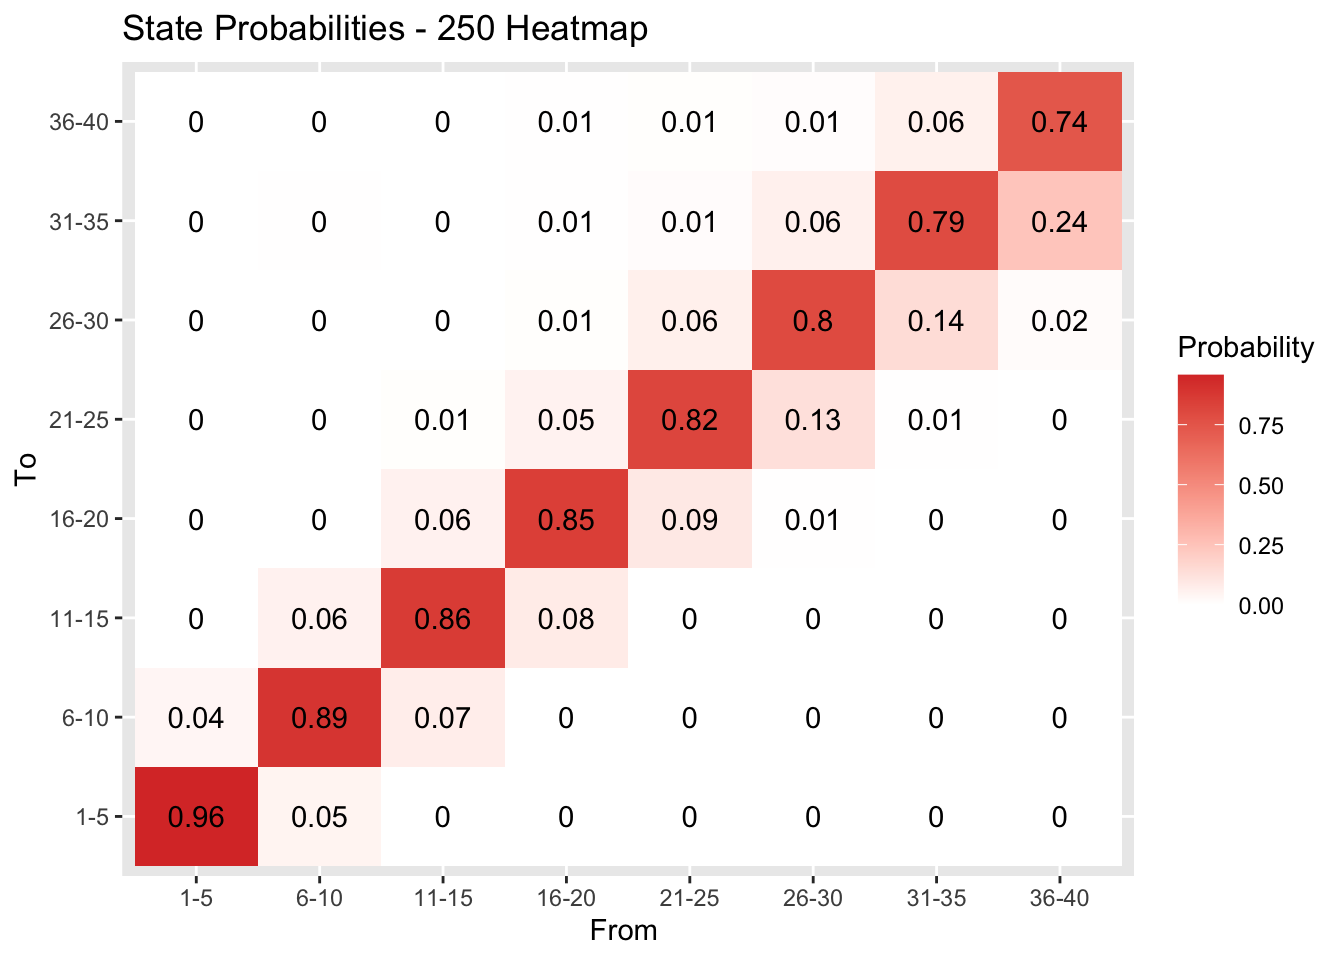 State Probabilities - 250 Heatmap
36-40 0 0 0 0.01 0.01 0.01 0.06 0.74
31-35 0 0 0 0.01 0.01 0.06 0.79 0.24
26-30 0 0 0 0.01 0.06 0.8 0.14 0.02
21-25 0 0 0.01 0.05 0.82 0.13 0.01 0
16-20 0 0 0.06 0.85 0.09 0.01 0 0
11-15 0 0.06 0.86 0.08 0 0 0 0
6-10 0.04 0.89 0.07 0 0 0 0 0
1-5 0.96 0.05 0 0 0 0 0 0
1-5 6-10 11-15 16-20 21-25 26-30 31-35 36-40
From
To
Probability
0.75
0.50
0.25
0.00